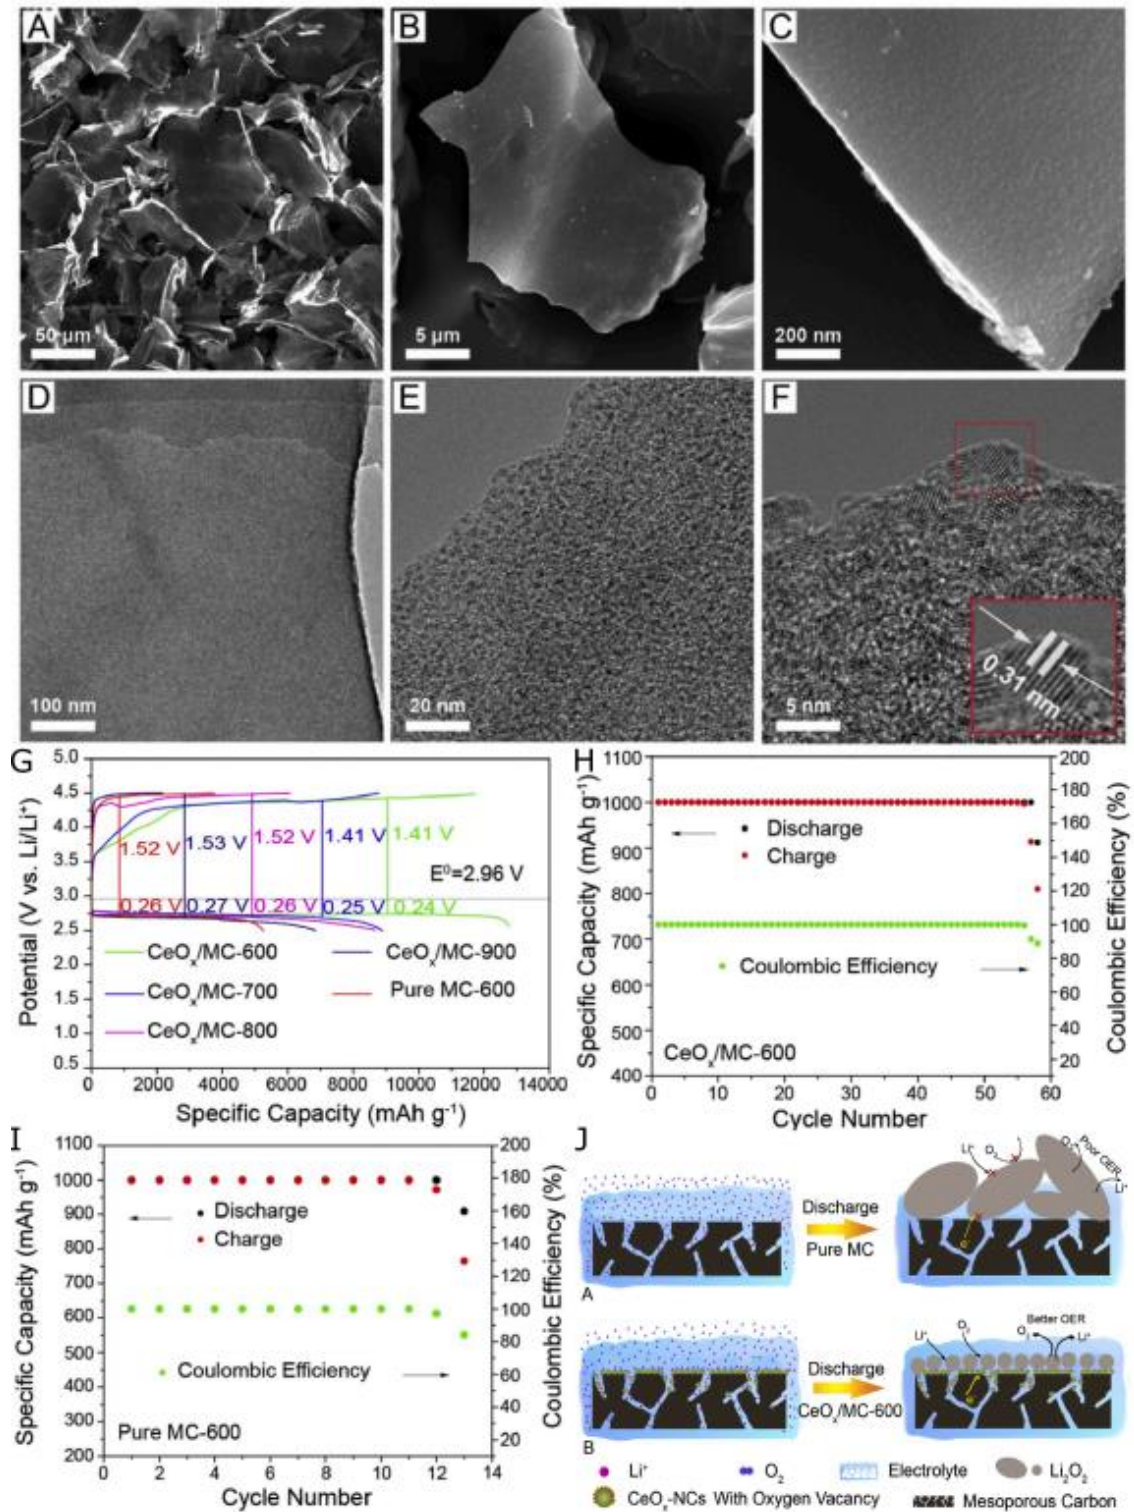 A
50 µm
B
5 µm
C
200 nm
D
100 nm
E
20 nm
F
0.31 nm
5 nm
G
Potential (V vs. Li/Li⁺)
5.0
4.5
4.0
3.5
3.0
2.5
2.0
1.5
1.0
0.5
1.52 V
1.53 V
1.52 V
1.41 V
1.41 V
E⁰=2.96 V
0.26 V
0.27 V
0.26 V
0.25 V
0.24 V
CeOₓ/MC-600
CeOₓ/MC-900
CeOₓ/MC-700
Pure MC-600
CeOₓ/MC-800
0 2000 4000 6000 8000 10000 12000 14000
Specific Capacity (mAh g⁻¹)
H
Specific Capacity (mAh g⁻¹)
1100
1000
900
800
700
600
500
400
Discharge
Charge
Coulombic Efficiency
CeOₓ/MC-600
200
180
160
140
120
100
80
60
40
20
Coulombic Efficiency (%)
0 10 20 30 40 50 60
Cycle Number
I
Specific Capacity (mAh g⁻¹)
1100
1000
900
800
700
600
500
400
300
200
Discharge
Charge
Coulombic Efficiency
Pure MC-600
200
180
160
140
120
100
80
60
40
20
Coulombic Efficiency (%)
0 2 4 6 8 10 12 14
Cycle Number
J
Discharge
Pure MC
Li⁺
O₂
Poor OER
Li⁺
A
Discharge
CeOₓ/MC-600
Li⁺
O₂
Better OER
O₂
Li⁺
B
Li⁺
O₂
Electrolyte
Li₂O₂
CeOₓ-NCs With Oxygen Vacancy
Mesoporous Carbon